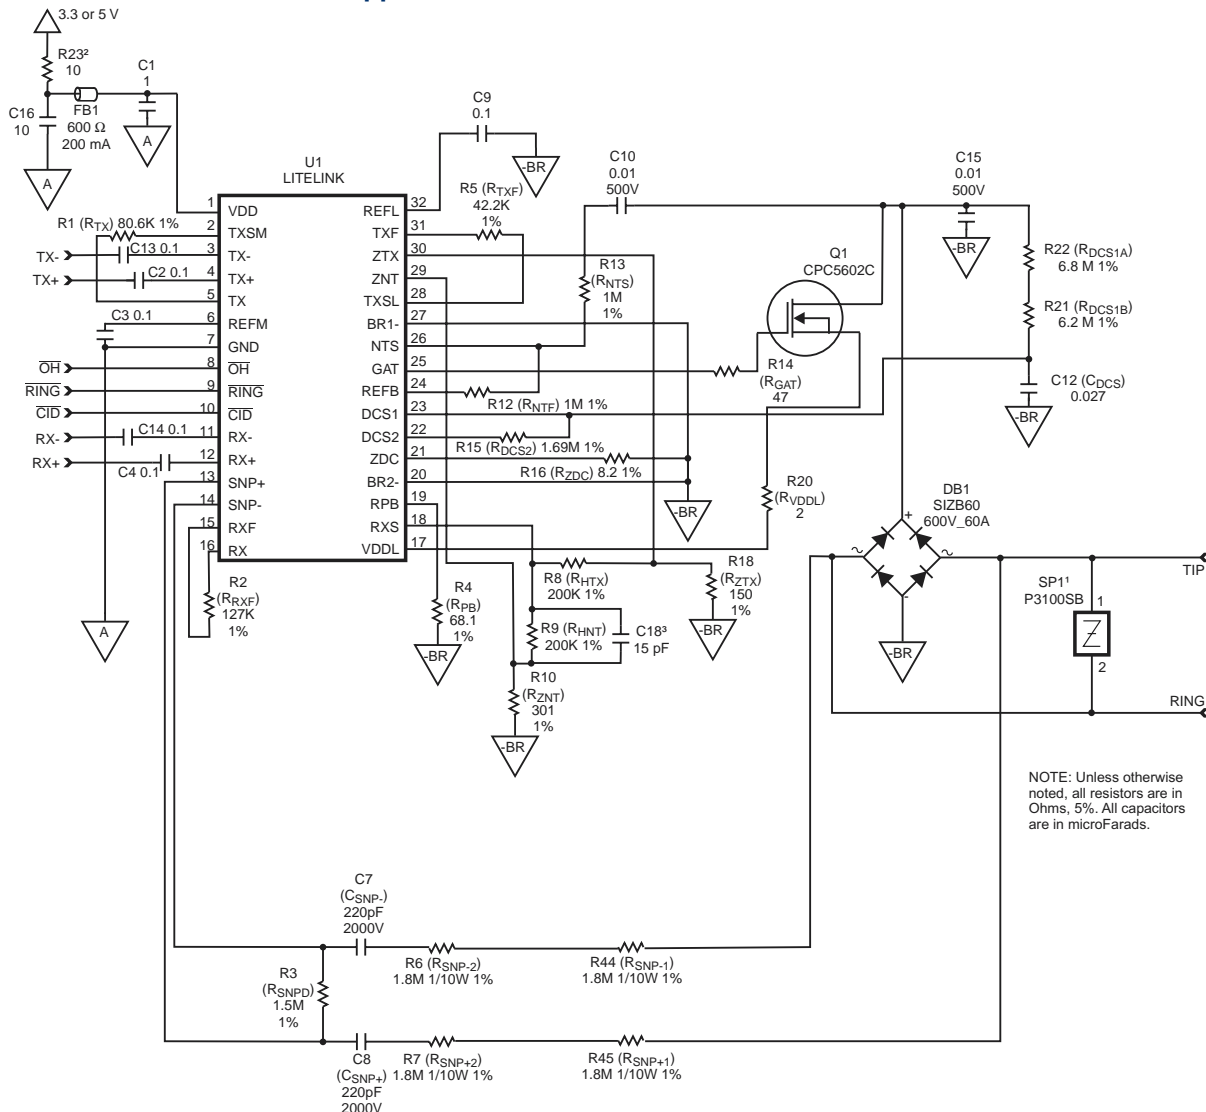 3.3 or 5 V
R23²
10
C16
10
FB1
600 Ω
200 mA
C1
1
A
A
U1
LITELINK
1 VDD
2 TXSM
3 TX-
4 TX+
5 TX
6 REFM
7 GND
8 OH
9 RING
10 CID
11 RX-
12 RX+
13 SNP+
14 SNP-
15 RXF
16 RX
REFL 32
TXF 31
ZTX 30
ZNT 29
TXSL 28
BR1- 27
NTS 26
GAT 25
REFB 24
DCS1 23
DCS2 22
ZDC 21
BR2- 20
RPB 19
RXS 18
VDDL 17
R1 (RTX) 80.6K 1%
TX-
C13 0.1
TX+
C2 0.1
C3 0.1
OH
RING
CID
RX-
C14 0.1
RX+
C4 0.1
A
R2
(RRXF)
127K
1%
C9
0.1
-BR
R5 (RTXF)
42.2K
1%
C10
0.01
500V
R13
(RNTS)
1M
1%
Q1
CPC5602C
C15
0.01
500V
-BR
R22 (RDCS1A)
6.8 M 1%
R21 (RDCS1B)
6.2 M 1%
C12 (CDCS)
0.027
-BR
R14
(RGAT)
47
R12 (RNTF) 1M 1%
R15 (RDCS2) 1.69M 1%
R16 (RZDC) 8.2 1%
-BR
R20
(RVDDL)
2
DB1
SIZB60
600V_60A
~
+
~
-
-BR
R4
(RPB)
68.1
1%
-BR
R8 (RHTX)
200K 1%
R9 (RHNT)
200K 1%
C18³
15 pF
R18
(RZTX)
150
1%
-BR
R10
(RZNT)
301
1%
-BR
TIP
SP1¹
P3100SB
1
2
RING
NOTE: Unless otherwise
noted, all resistors are in
Ohms, 5%. All capacitors
are in microFarads.
C7
(CSNP-)
220pF
2000V
R6 (RSNP-2)
1.8M 1/10W 1%
R44 (RSNP-1)
1.8M 1/10W 1%
R3
(RSNPD)
1.5M
1%
C8
(CSNP+)
220pF
2000V
R7 (RSNP+2)
1.8M 1/10W 1%
R45 (RSNP+1)
1.8M 1/10W 1%